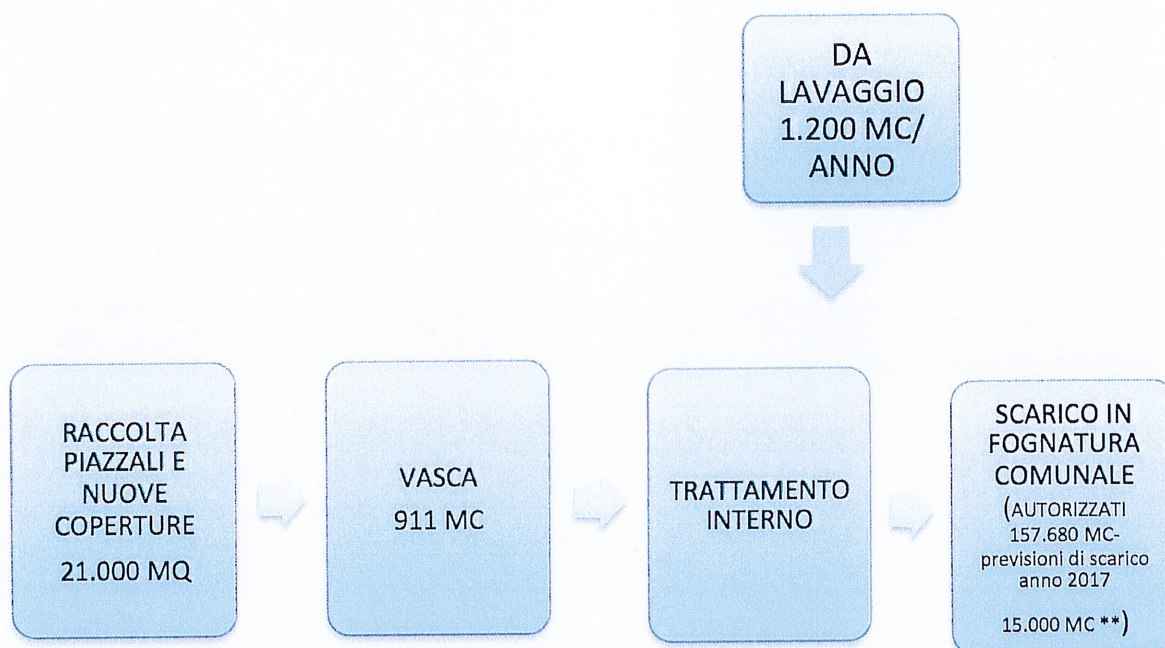 DA
LAVAGGIO
1.200 MC/
ANNO
RACCOLTA
PIAZZALI E
NUOVE
COPERTURE
21.000 MQ
VASCA
911 MC
TRATTAMENTO
INTERNO
SCARICO IN
FOGNATURA
COMUNALE
(AUTORIZZATI
157.680 MC-
previsioni di scarico
anno 2017
15.000 MC **)